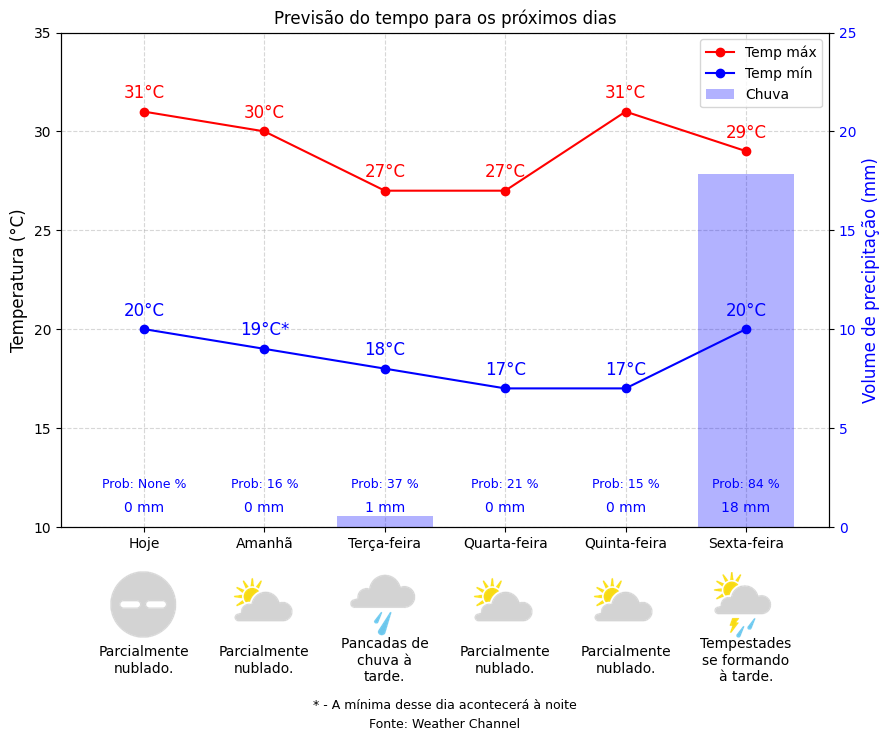 Previsão do tempo para os próximos dias
Temperatura (°C)
35
30
25
20
15
10
Volume de precipitação (mm)
25
20
15
10
5
0
Temp máx
Temp mín
Chuva
31°C
30°C
27°C
27°C
31°C
29°C
20°C
19°C*
18°C
17°C
17°C
20°C
Prob: None %
Prob: 16 %
Prob: 37 %
Prob: 21 %
Prob: 15 %
Prob: 84 %
0 mm
0 mm
1 mm
0 mm
0 mm
18 mm
Hoje
Amanhã
Terça-feira
Quarta-feira
Quinta-feira
Sexta-feira
Parcialmente
nublado.
Parcialmente
nublado.
Pancadas de
chuva à
tarde.
Parcialmente
nublado.
Parcialmente
nublado.
Tempestades
se formando
à tarde.
* - A mínima desse dia acontecerá à noite
Fonte: Weather Channel